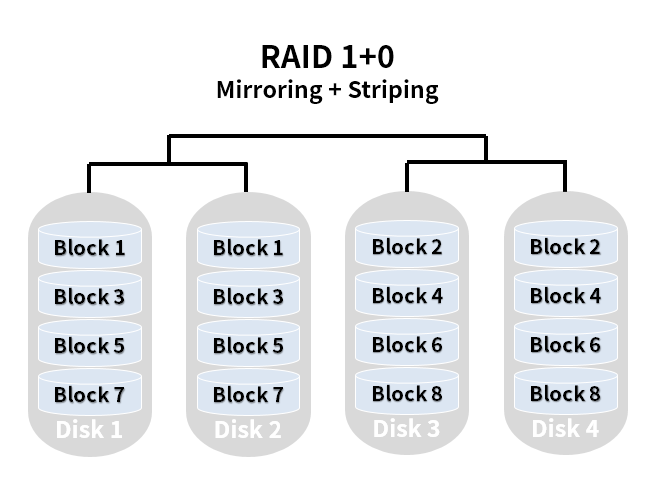 RAID 1+0
Mirroring + Striping
Block 1 Block 1 Block 2 Block 2
Block 3 Block 3 Block 4 Block 4
Block 5 Block 5 Block 6 Block 6
Block 7 Block 7 Block 8 Block 8
Disk 1 Disk 2 Disk 3 Disk 4